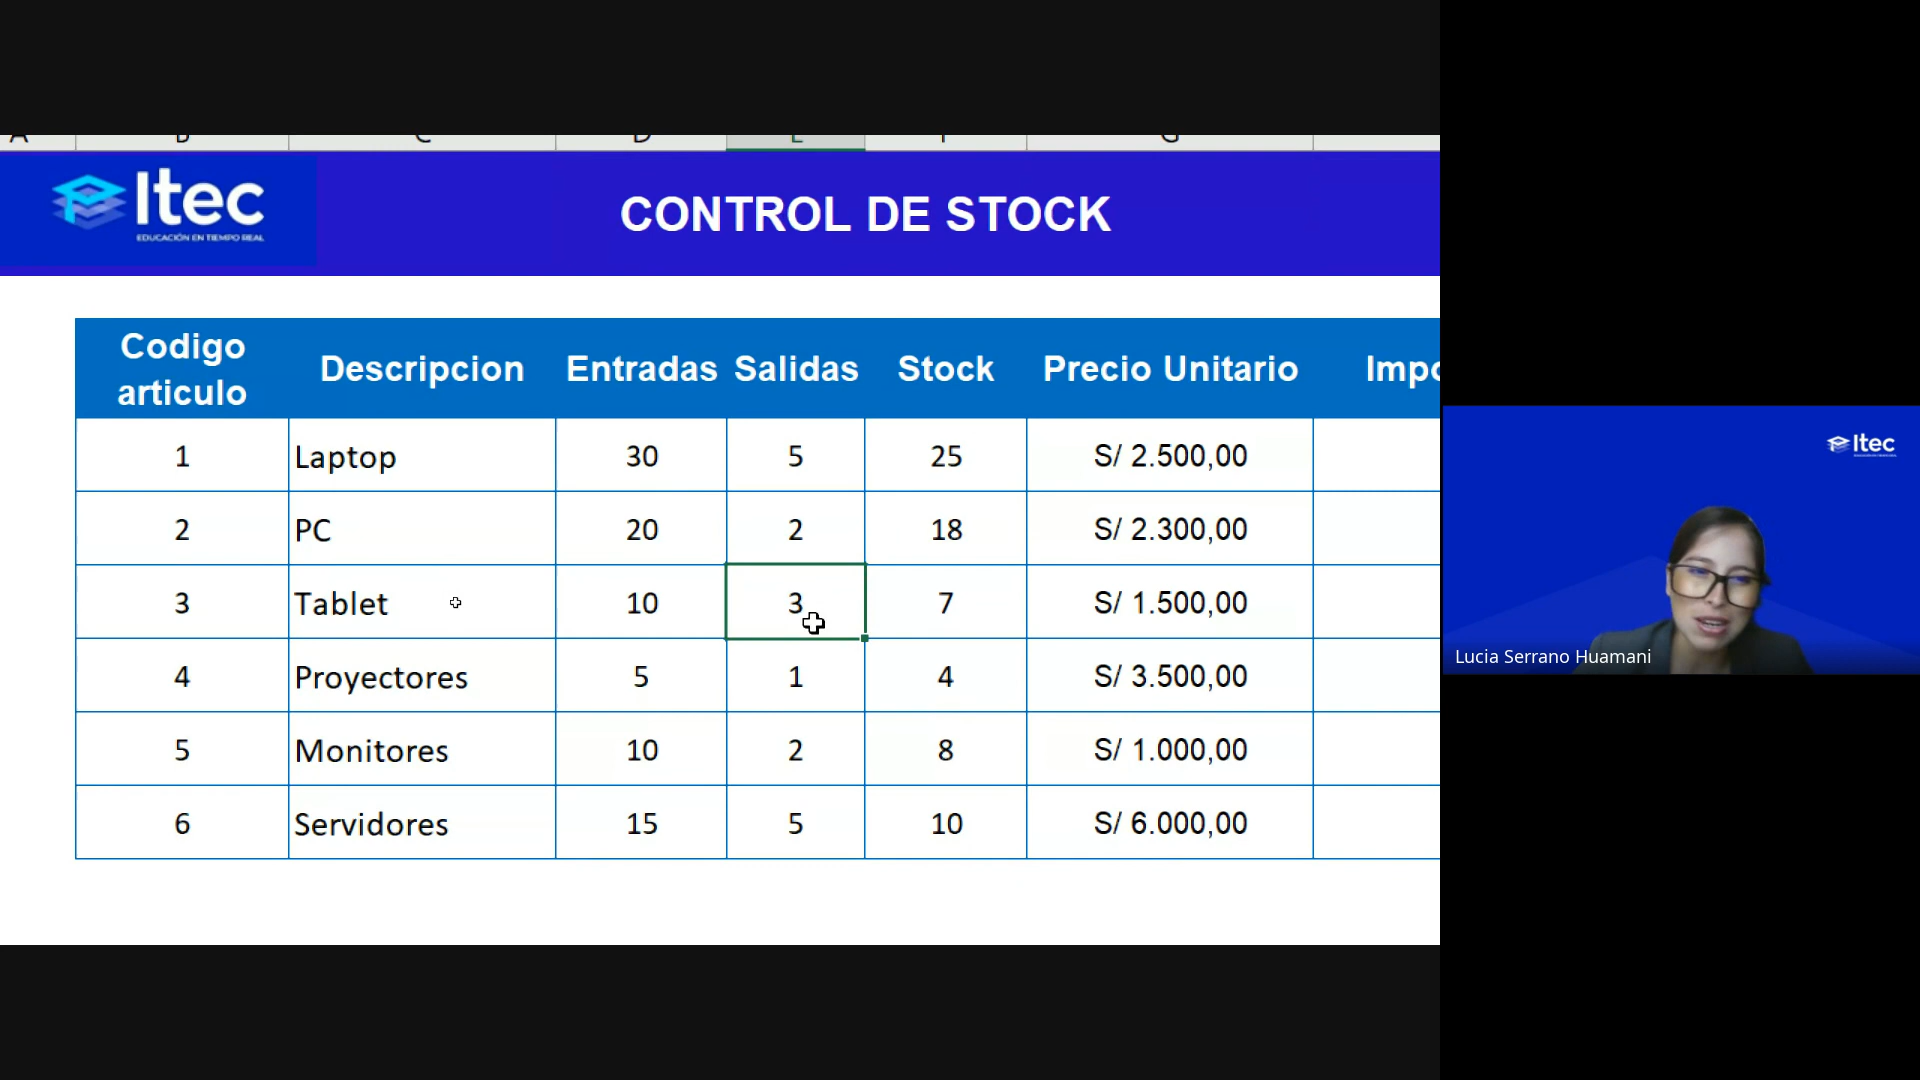 A B C D E F G
Itec
EDUCACIÓN EN TIEMPO REAL
CONTROL DE STOCK
Codigo articulo Descripcion Entradas Salidas Stock Precio Unitario Impo
1 Laptop 30 5 25 S/ 2.500,00
2 PC 20 2 18 S/ 2.300,00
3 Tablet 10 3 7 S/ 1.500,00
4 Proyectores 5 1 4 S/ 3.500,00
5 Monitores 10 2 8 S/ 1.000,00
6 Servidores 15 5 10 S/ 6.000,00
Itec
Lucia Serrano Huamani